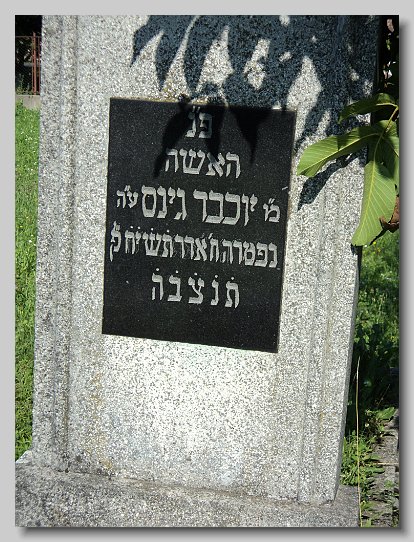 פ״נ
האשה
מ׳ יוכבד גינס ע״ה
נפטרה ח׳ אדר תשי״ח לפ״ק
תנצבה